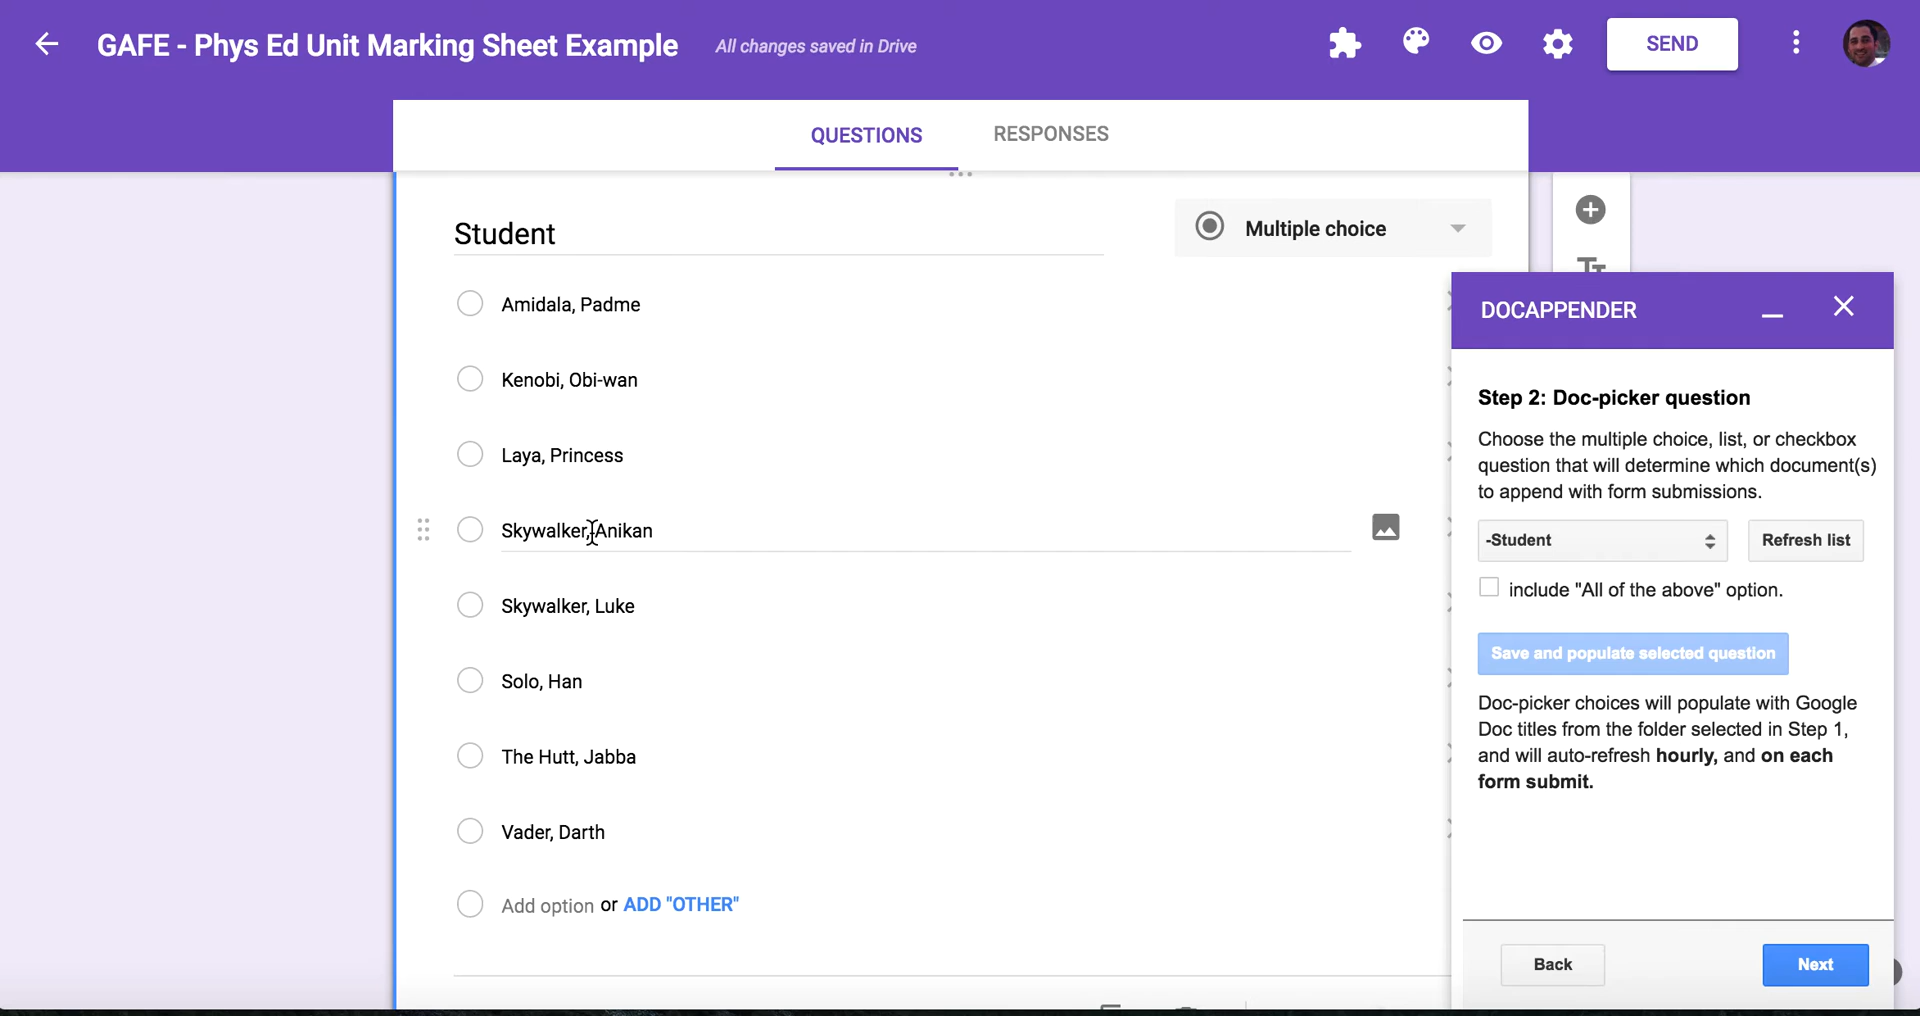 GAFE - Phys Ed Unit Marking Sheet Example
All changes saved in Drive
SEND
QUESTIONS
RESPONSES
Student
Multiple choice
Amidala, Padme
Kenobi, Obi-wan
Laya, Princess
Skywalker, Anikan
Skywalker, Luke
Solo, Han
The Hutt, Jabba
Vader, Darth
Add option or ADD "OTHER"
Tт
DOCAPPENDER
Step 2: Doc-picker question
Choose the multiple choice, list, or checkbox
question that will determine which document(s)
to append with form submissions.
-Student
Refresh list
include "All of the above" option.
Save and populate selected question
Doc-picker choices will populate with Google
Doc titles from the folder selected in Step 1,
and will auto-refresh hourly, and on each
form submit.
Back
Next